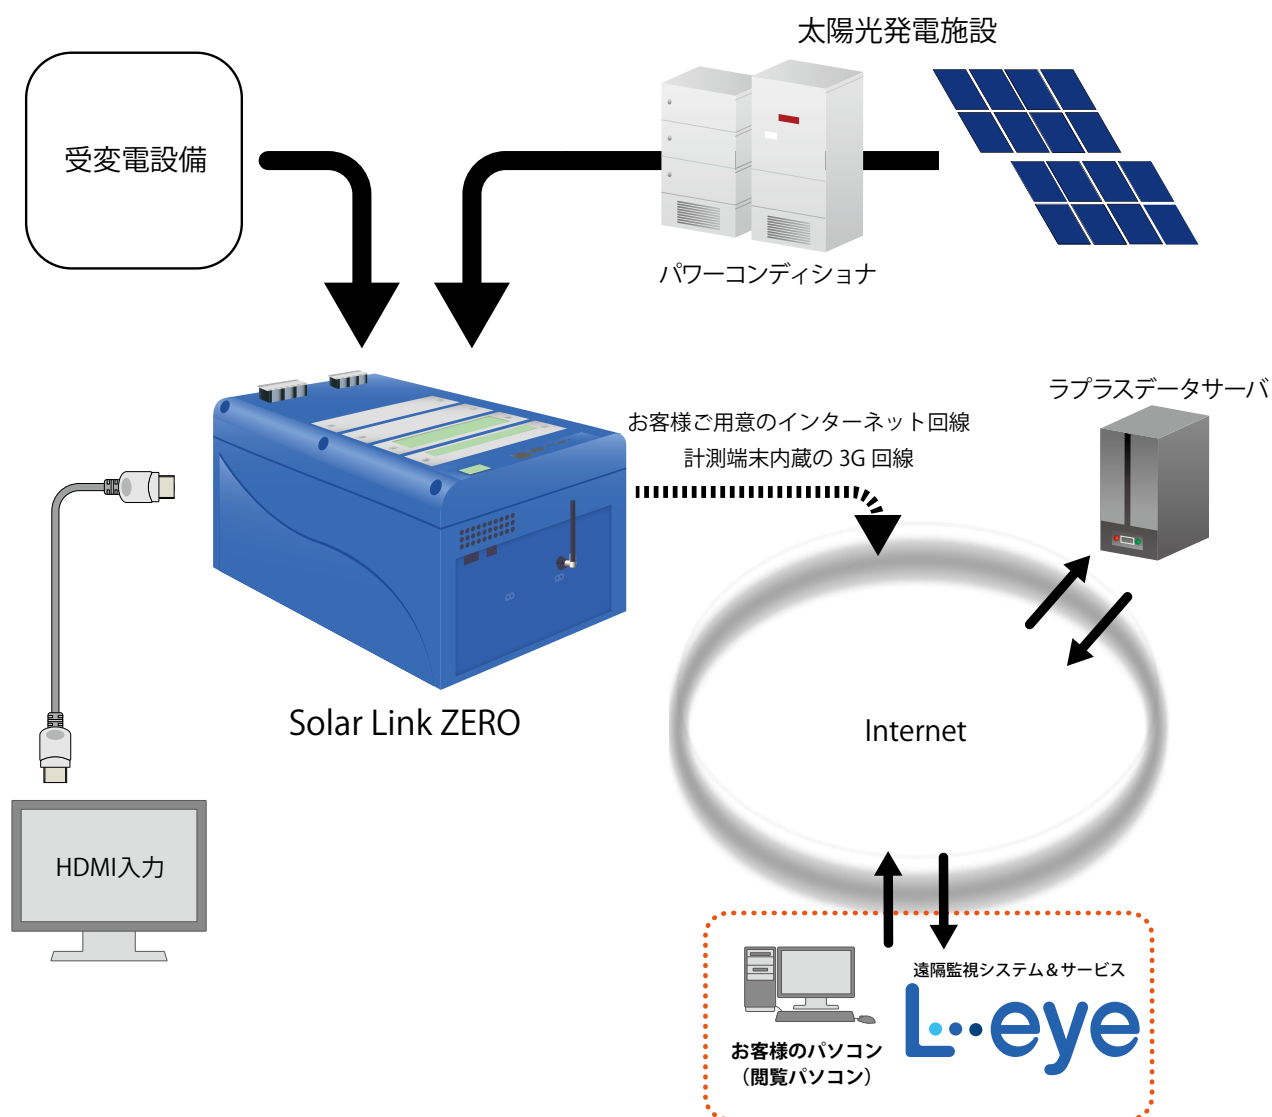 太陽光発電施設
受変電設備
パワーコンディショナ
ラプラスデータサーバ
お客様ご用意のインターネット回線
計測端末内蔵の 3G 回線
Solar Link ZERO
Internet
HDMI入力
遠隔監視システム＆サービス
L・・・eye
お客様のパソコン
（閲覧パソコン）